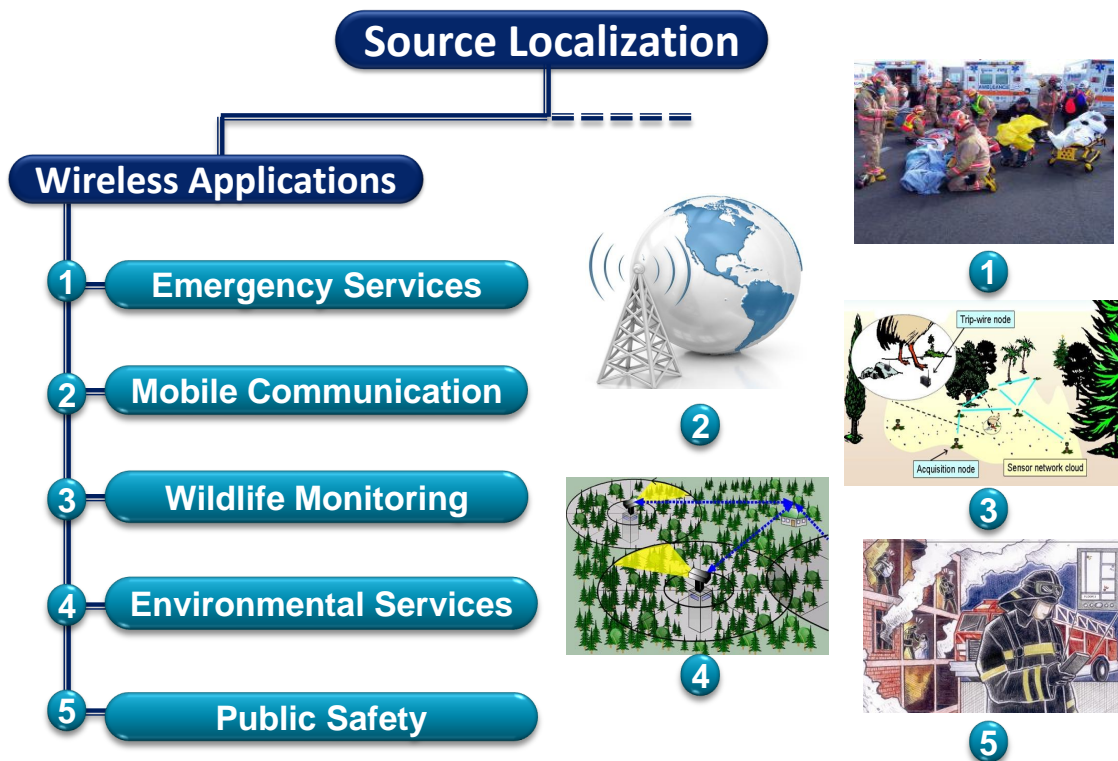 Source Localization
Wireless Applications
1
Emergency Services
2
Mobile Communication
3
Wildlife Monitoring
4
Environmental Services
5
Public Safety
AMBULANCE
1
2
Trip-wire node
Acquisition node
Sensor network cloud
3
4
5